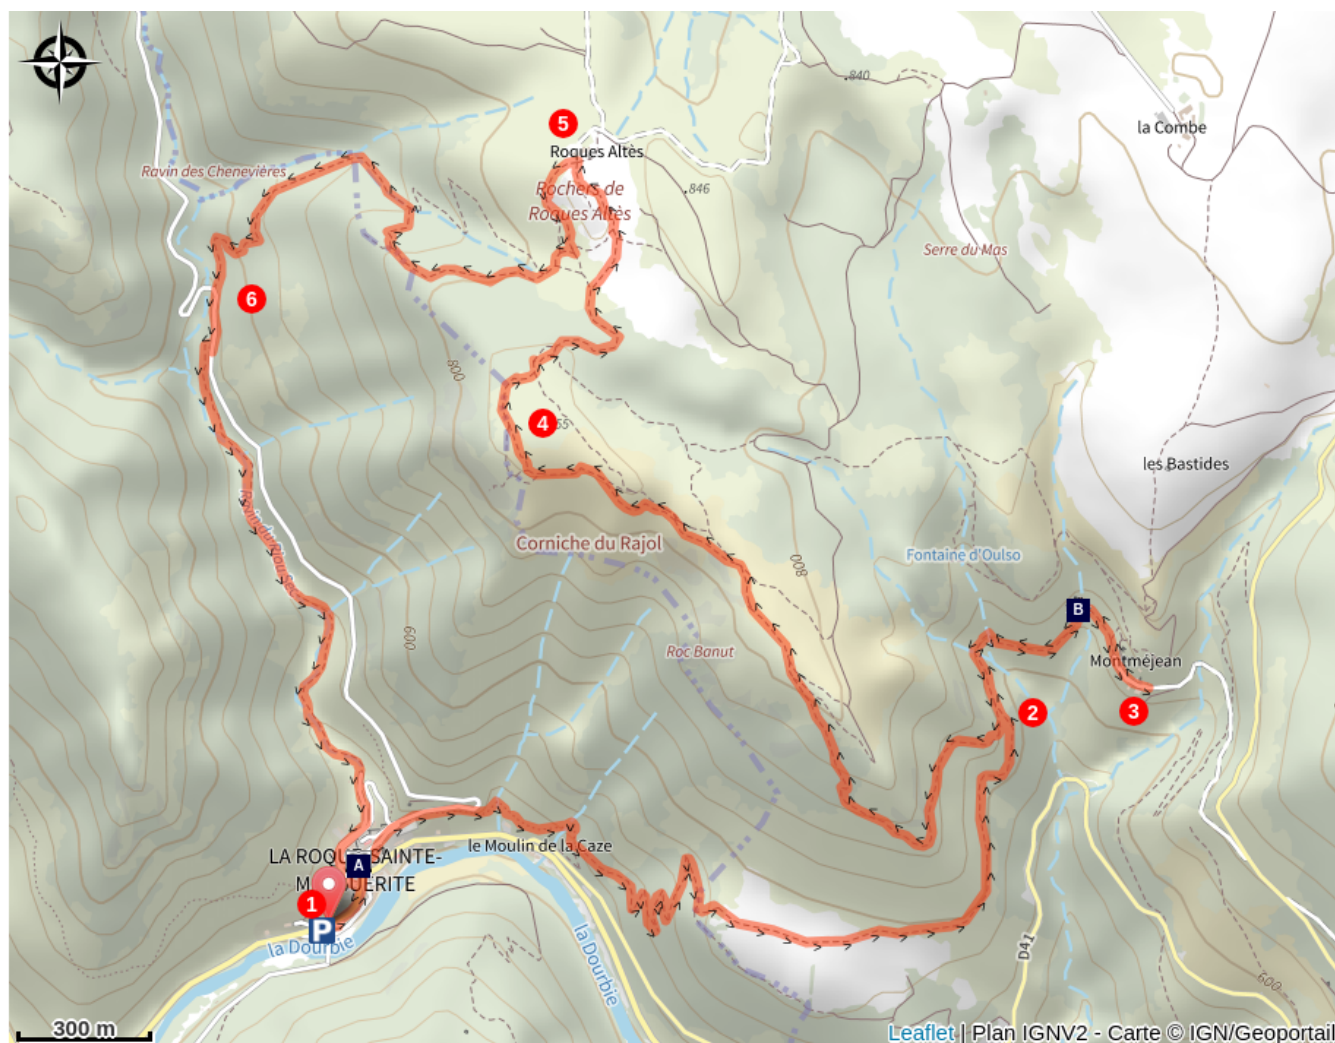 840
la Combe
5
Roques Altès
Ravin des Chenevières
Rochers de
Roques Altès
846
Serre du Mas
6
800
4
55
les Bastides
Corniche du Rajol
Fontaine d'Oulso
800
B
600
Roc Banut
Montméjean
2
3
le Moulin de la Caze
LA ROQUE-SAINTE-
MARGUERITE
A
1
P
la Dourbie
la Dourbie
D41
600
300 m
Leaflet | Plan IGNV2 - Carte © IGN/Geoportail